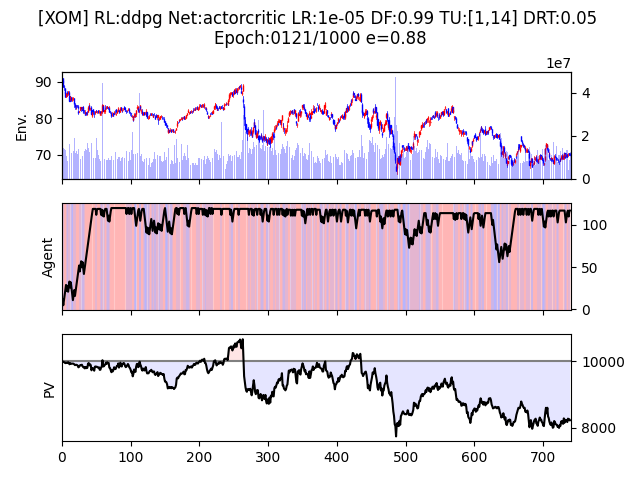 [XOM] RL:ddpg Net:actorcritic LR:1e-05 DF:0.99 TU:[1,14] DRT:0.05
Epoch:0121/1000 e=0.88
1e7
90
80
70
Env.
4
2
0
Agent
100
50
0
PV
10000
8000
0 100 200 300 400 500 600 700